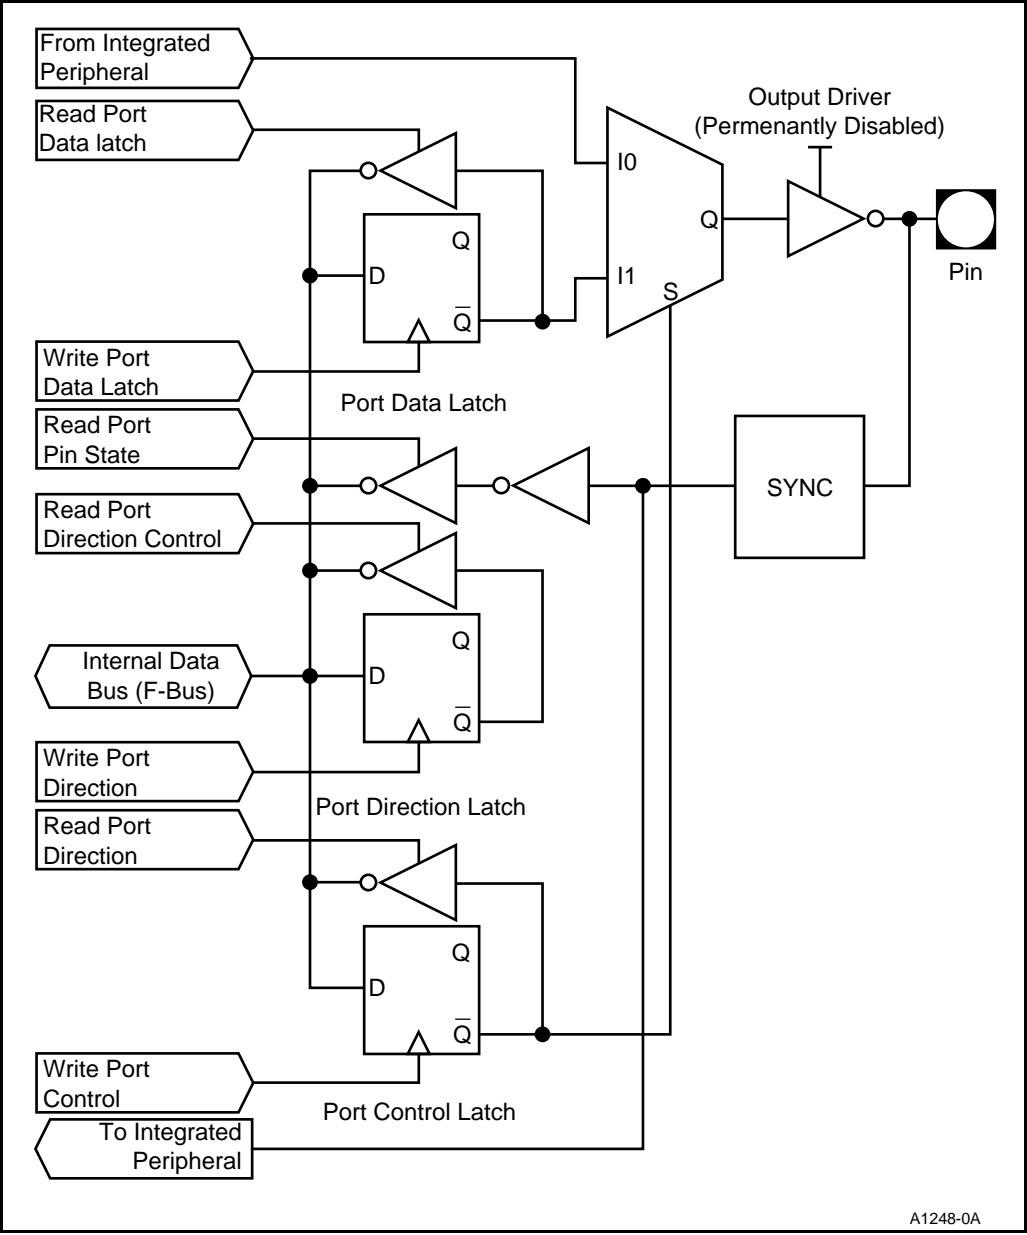 From Integrated
Peripheral
Read Port
Data latch
Output Driver
(Permenantly Disabled)
I0
Q
Q
D
I1
S
Q̅
Pin
Write Port
Data Latch
Port Data Latch
Read Port
Pin State
SYNC
Read Port
Direction Control
Q
Internal Data
Bus (F-Bus)
D
Q̅
Write Port
Direction
Port Direction Latch
Read Port
Direction
Q
D
Q̅
Write Port
Control
Port Control Latch
To Integrated
Peripheral
A1248-0A